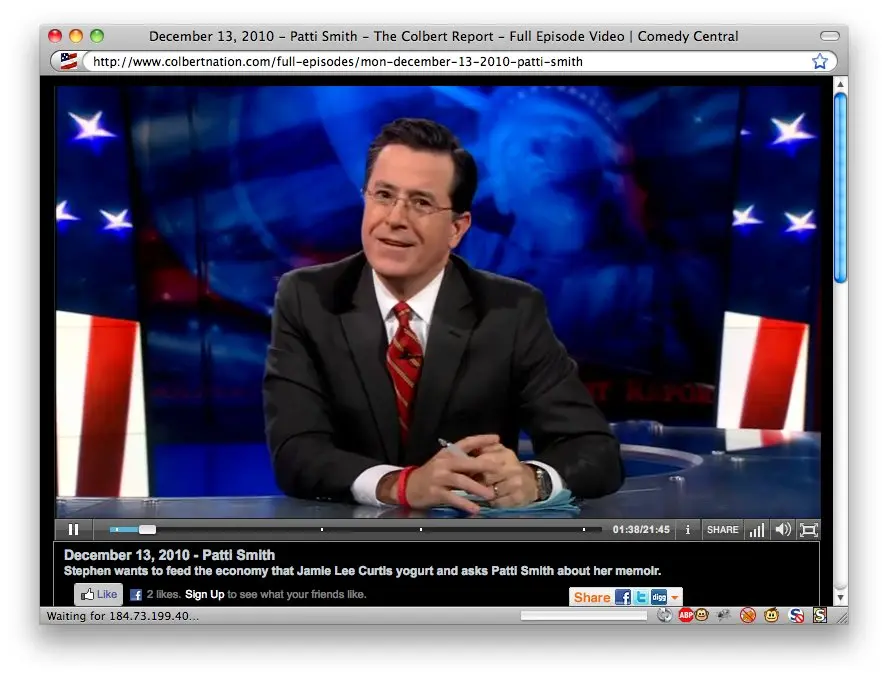 December 13, 2010 – Patti Smith – The Colbert Report – Full Episode Video | Comedy Central
http://www.colbertnation.com/full-episodes/mon-december-13-2010-patti-smith
01:38/21:45 i SHARE
December 13, 2010 - Patti Smith
Stephen wants to feed the economy that Jamie Lee Curtis yogurt and asks Patti Smith about her memoir.
Like f 2 likes. Sign Up to see what your friends like.
Share f t digg
Waiting for 184.73.199.40...
ABP S S